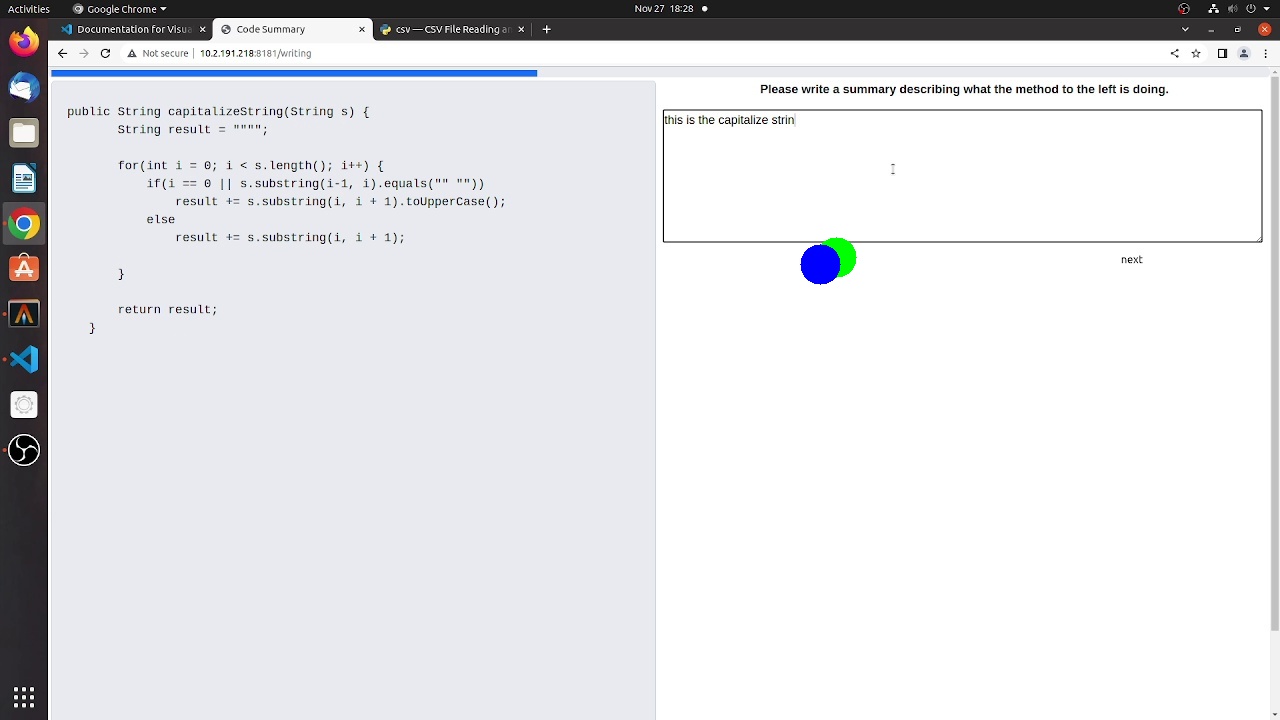 Activities
Google Chrome
Nov 27 18:28
Documentation for Visua
Code Summary
csv — CSV File Reading an
Not secure
10.2.191.218:8181/writing
public String capitalizeString(String s) {
String result = """";
for(int i = 0; i < s.length(); i++) {
if(i == 0 || s.substring(i-1, i).equals("" ""))
result += s.substring(i, i + 1).toUpperCase();
else
result += s.substring(i, i + 1);
}
return result;
}
Please write a summary describing what the method to the left is doing.
this is the capitalize strin
next